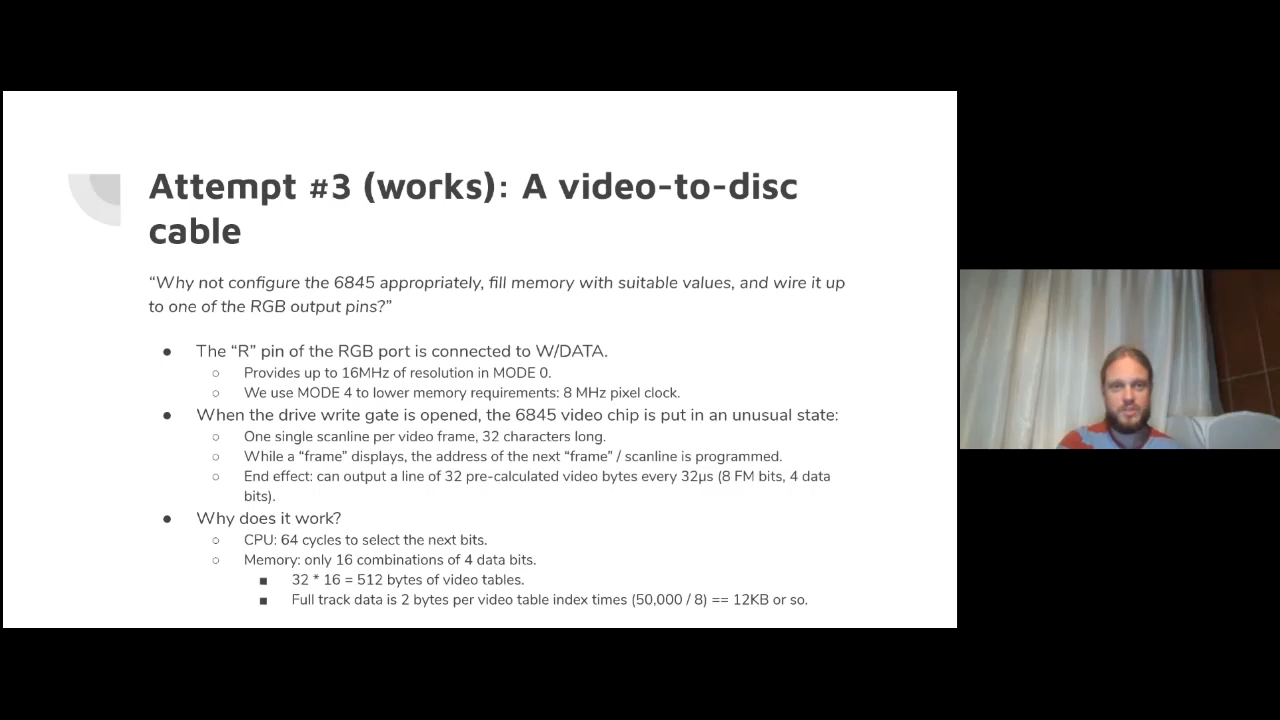 Attempt #3 (works): A video-to-disc
cable
“Why not configure the 6845 appropriately, fill memory with suitable values, and wire it up
to one of the RGB output pins?”
● The “R” pin of the RGB port is connected to W/DATA.
○ Provides up to 16MHz of resolution in MODE 0.
○ We use MODE 4 to lower memory requirements: 8 MHz pixel clock.
● When the drive write gate is opened, the 6845 video chip is put in an unusual state:
○ One single scanline per video frame, 32 characters long.
○ While a “frame” displays, the address of the next “frame” / scanline is programmed.
○ End effect: can output a line of 32 pre-calculated video bytes every 32μs (8 FM bits, 4 data
bits).
● Why does it work?
○ CPU: 64 cycles to select the next bits.
○ Memory: only 16 combinations of 4 data bits.
■ 32 * 16 = 512 bytes of video tables.
■ Full track data is 2 bytes per video table index times (50,000 / 8) == 12KB or so.